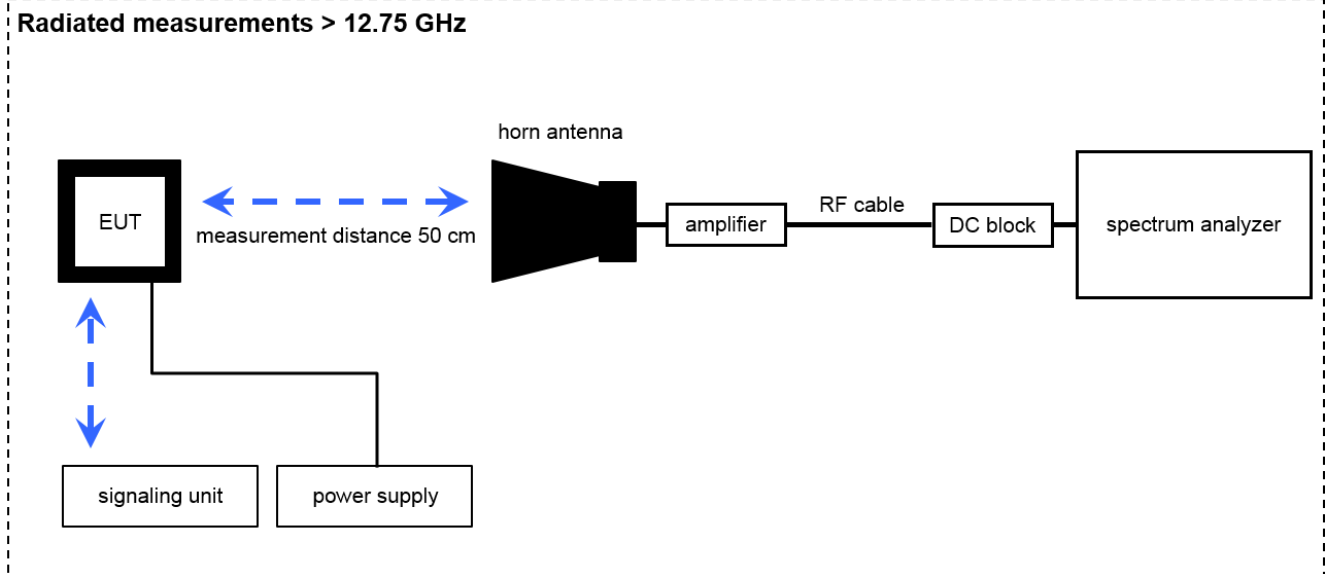 Radiated measurements > 12.75 GHz
horn antenna
EUT
measurement distance 50 cm
amplifier
RF cable
DC block
spectrum analyzer
signaling unit
power supply